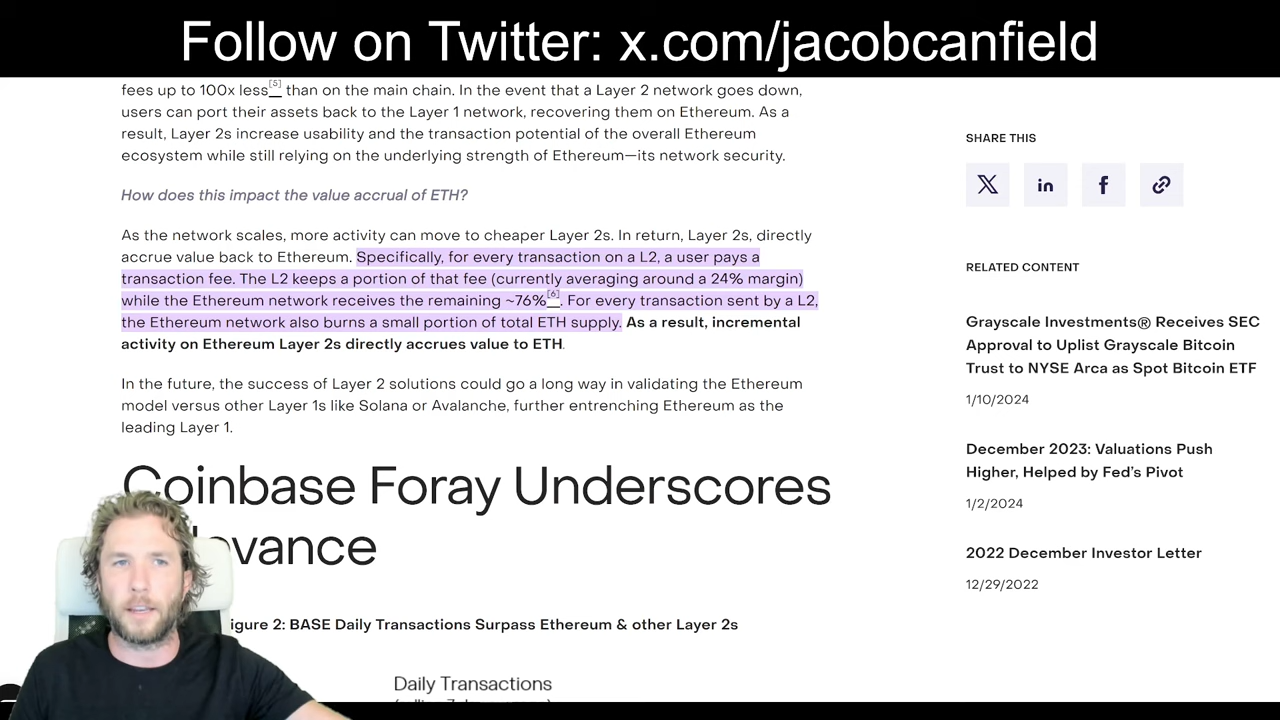 Follow on Twitter: x.com/jacobcanfield
fees up to 100x less[5] than on the main chain. In the event that a Layer 2 network goes down,
users can port their assets back to the Layer 1 network, recovering them on Ethereum. As a
result, Layer 2s increase usability and the transaction potential of the overall Ethereum
ecosystem while still relying on the underlying strength of Ethereum—its network security.
How does this impact the value accrual of ETH?
As the network scales, more activity can move to cheaper Layer 2s. In return, Layer 2s, directly
accrue value back to Ethereum. Specifically, for every transaction on a L2, a user pays a
transaction fee. The L2 keeps a portion of that fee (currently averaging around a 24% margin)
while the Ethereum network receives the remaining ~76%[6]. For every transaction sent by a L2,
the Ethereum network also burns a small portion of total ETH supply. As a result, incremental
activity on Ethereum Layer 2s directly accrues value to ETH.
In the future, the success of Layer 2 solutions could go a long way in validating the Ethereum
model versus other Layer 1s like Solana or Avalanche, further entrenching Ethereum as the
leading Layer 1.
Coinbase Foray Underscores
evance
igure 2: BASE Daily Transactions Surpass Ethereum & other Layer 2s
Daily Transactions
SHARE THIS
RELATED CONTENT
Grayscale Investments® Receives SEC
Approval to Uplist Grayscale Bitcoin
Trust to NYSE Arca as Spot Bitcoin ETF
1/10/2024
December 2023: Valuations Push
Higher, Helped by Fed's Pivot
1/2/2024
2022 December Investor Letter
12/29/2022